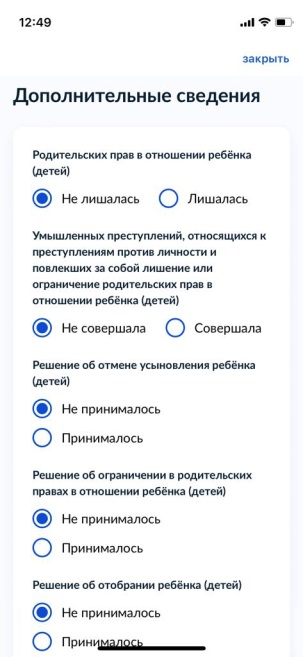 12:49
закрыть
Дополнительные сведения
Родительских прав в отношении ребёнка
(детей)
Не лишалась Лишалась
Умышленных преступлений, относящихся к
преступлениям против личности и
повлекших за собой лишение или
ограничение родительских прав в
отношении ребёнка (детей)
Не совершала Совершала
Решение об отмене усыновления ребёнка
(детей)
Не принималось
Принималось
Решение об ограничении в родительских
правах в отношении ребёнка (детей)
Не принималось
Принималось
Решение об отобрании ребёнка (детей)
Не принималось
Принималось